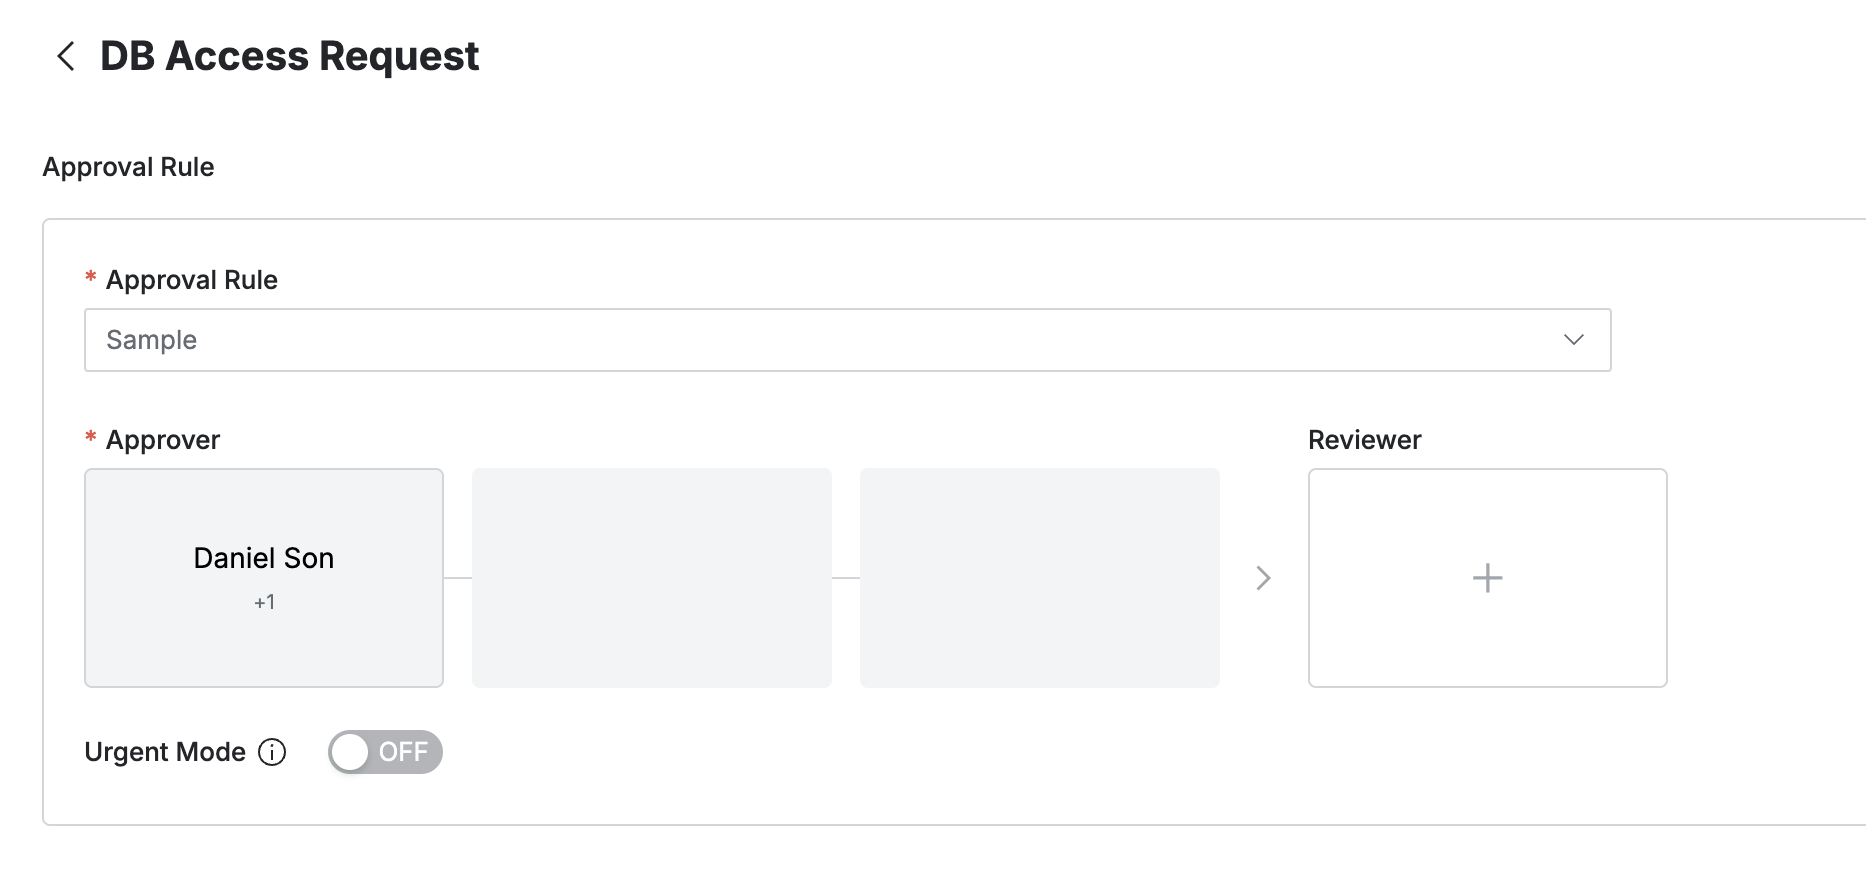 DB Access Request
Approval Rule
* Approval Rule
Sample
* Approver
Reviewer
Daniel Son
+1
Urgent Mode
OFF